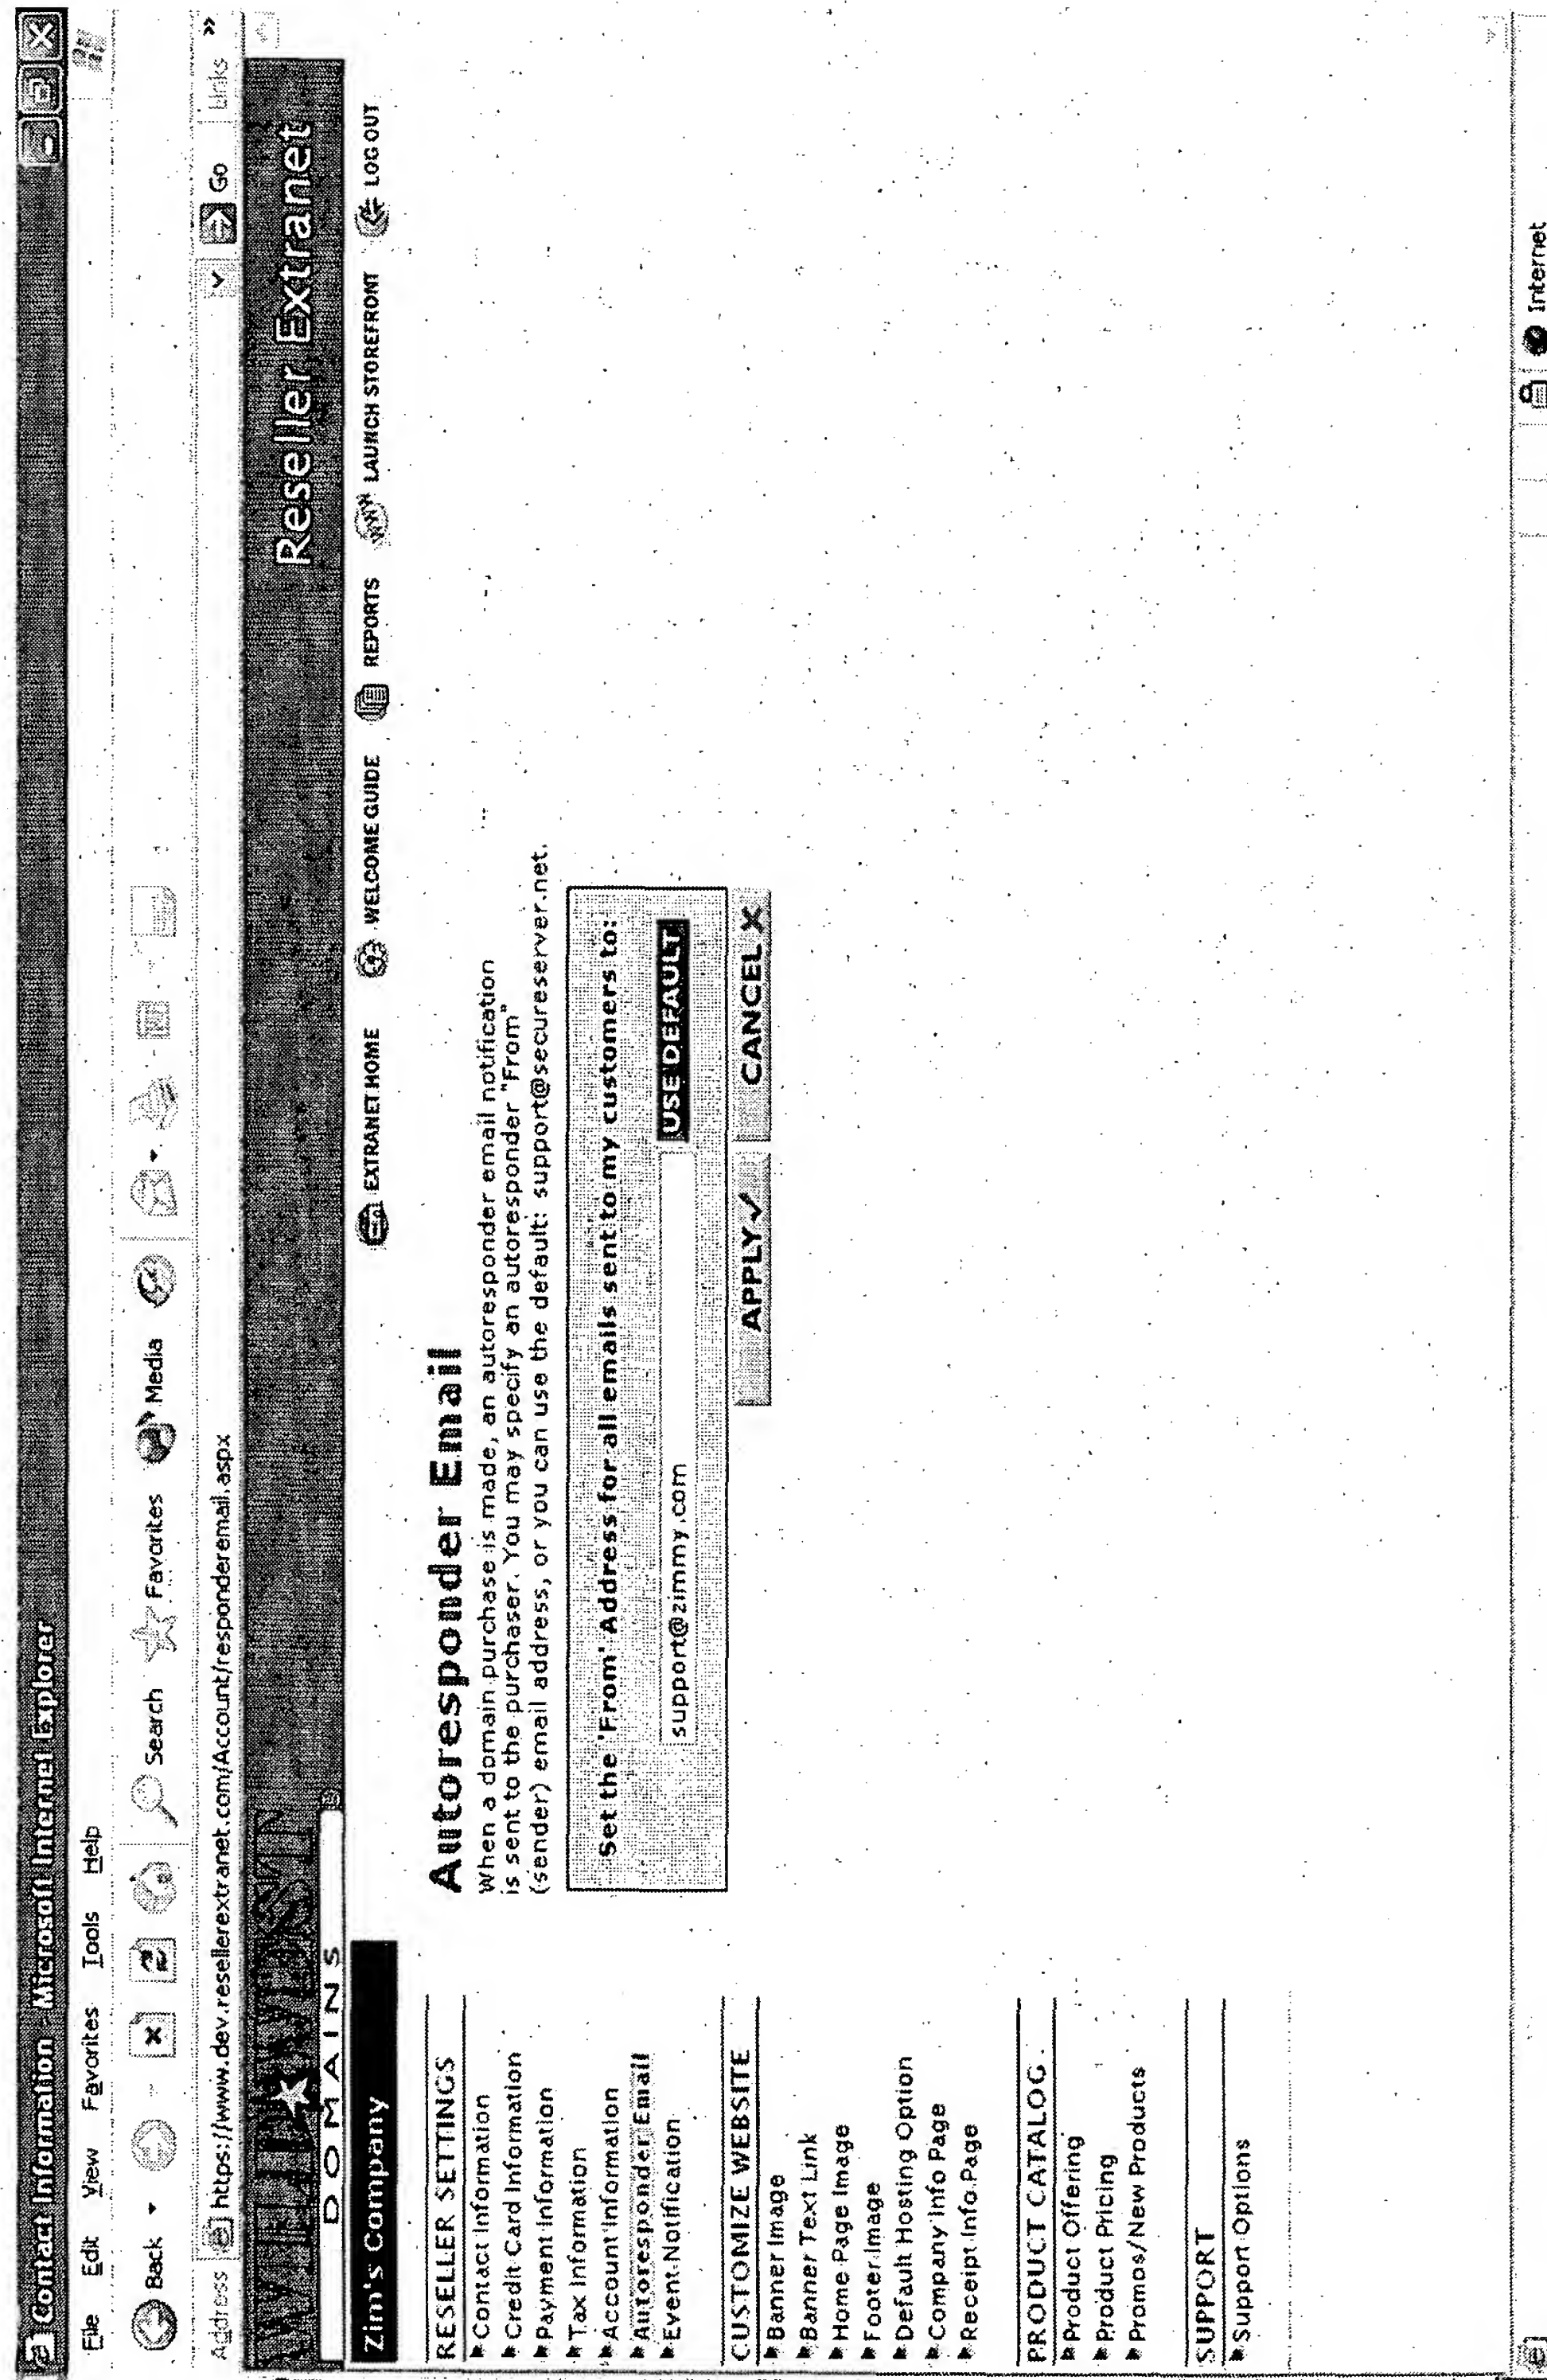 Contact Information - Microsoft Internet Explorer
File Edit View Favorites Tools Help
Back Search Favorites Media
Address https://www.dev.resellerextranet.com/Account/responderemail.aspx Go Links »
DOMAINS
Reseller Extranet
Zim's Company
EXTRANET HOME WELCOME GUIDE REPORTS WWW LAUNCH STOREFRONT LOG OUT
RESELLER SETTINGS
Contact Information
Credit Card Information
Payment Information
Tax Information
Account Information
Autoresponder Email
Event Notification
CUSTOMIZE WEBSITE
Banner Image
Banner Text Link
Home Page Image
Footer Image
Default Hosting Option
Company Info Page
Receipt Info Page
PRODUCT CATALOG
Product Offering
Product Pricing
Promos/New Products
SUPPORT
Support Options
Autoresponder Email
When a domain purchase is made, an autoresponder email notification
is sent to the purchaser. You may specify an autoresponder "From"
(sender) email address, or you can use the default: support@secureserver.net.
Set the 'From' Address for all emails sent to my customers to:
support@zimmy.com USE DEFAULT
APPLY ✓ CANCEL X
Internet